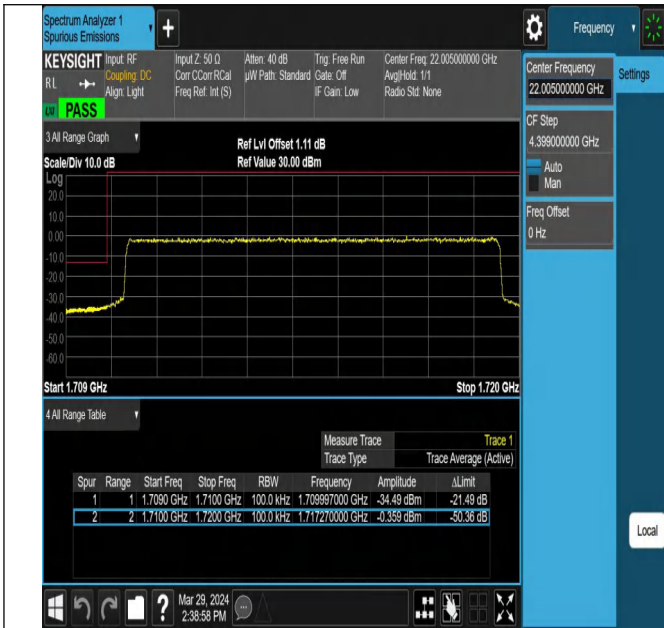 Spectrum Analyzer 1
Spurious Emissions
+
Frequency
KEYSIGHT
RL
Input: RF
Coupling: DC
Align: Light
Input Z: 50 Ω
Corr CCorr RCal
Freq Ref: Int (S)
Atten: 40 dB
µW Path: Standard
Trig: Free Run
Gate: Off
IF Gain: Low
Center Freq: 22.005000000 GHz
Avg|Hold: 1/1
Radio Std: None
PASS
Center Frequency
22.005000000 GHz
Settings
CF Step
4.399000000 GHz
Auto
Man
Freq Offset
0 Hz
3 All Range Graph
Scale/Div 10.0 dB
Ref Lvl Offset 1.11 dB
Ref Value 30.00 dBm
Log
20.0
10.0
0.00
-10.0
-20.0
-30.0
-40.0
-50.0
-60.0
Start 1.709 GHz
Stop 1.720 GHz
4 All Range Table
Measure Trace Trace 1
Trace Type Trace Average (Active)
Spur Range Start Freq Stop Freq RBW Frequency Amplitude ΔLimit
1 1 1.7090 GHz 1.7100 GHz 100.0 kHz 1.709997000 GHz -34.49 dBm -21.49 dB
2 2 1.7100 GHz 1.7200 GHz 100.0 kHz 1.717270000 GHz -0.359 dBm -50.36 dB
Local
?
Mar 29, 2024
2:38:58 PM